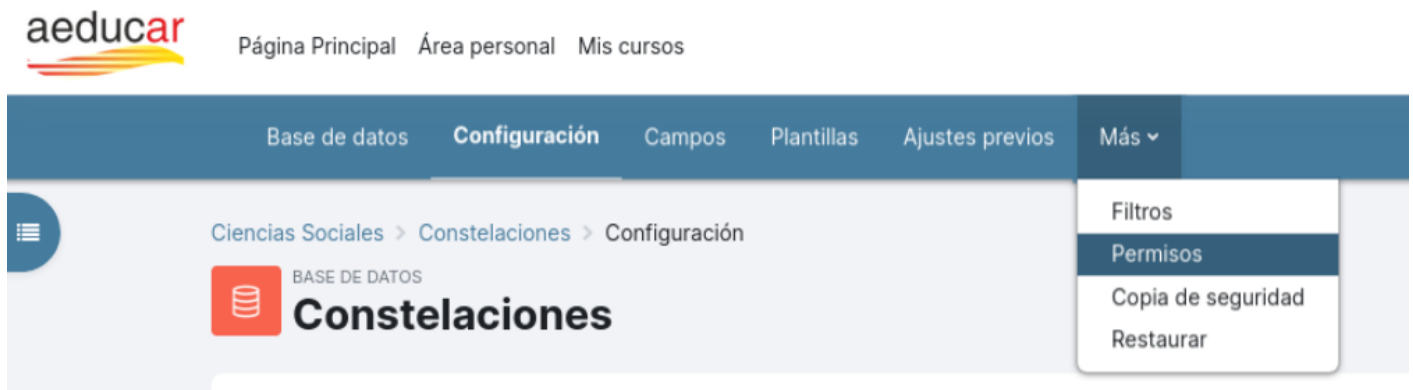 aeducar
Página Principal Área personal Mis cursos
Base de datos Configuración Campos Plantillas Ajustes previos Más
Filtros
Permisos
Copia de seguridad
Restaurar
Ciencias Sociales > Constelaciones > Configuración
BASE DE DATOS
Constelaciones